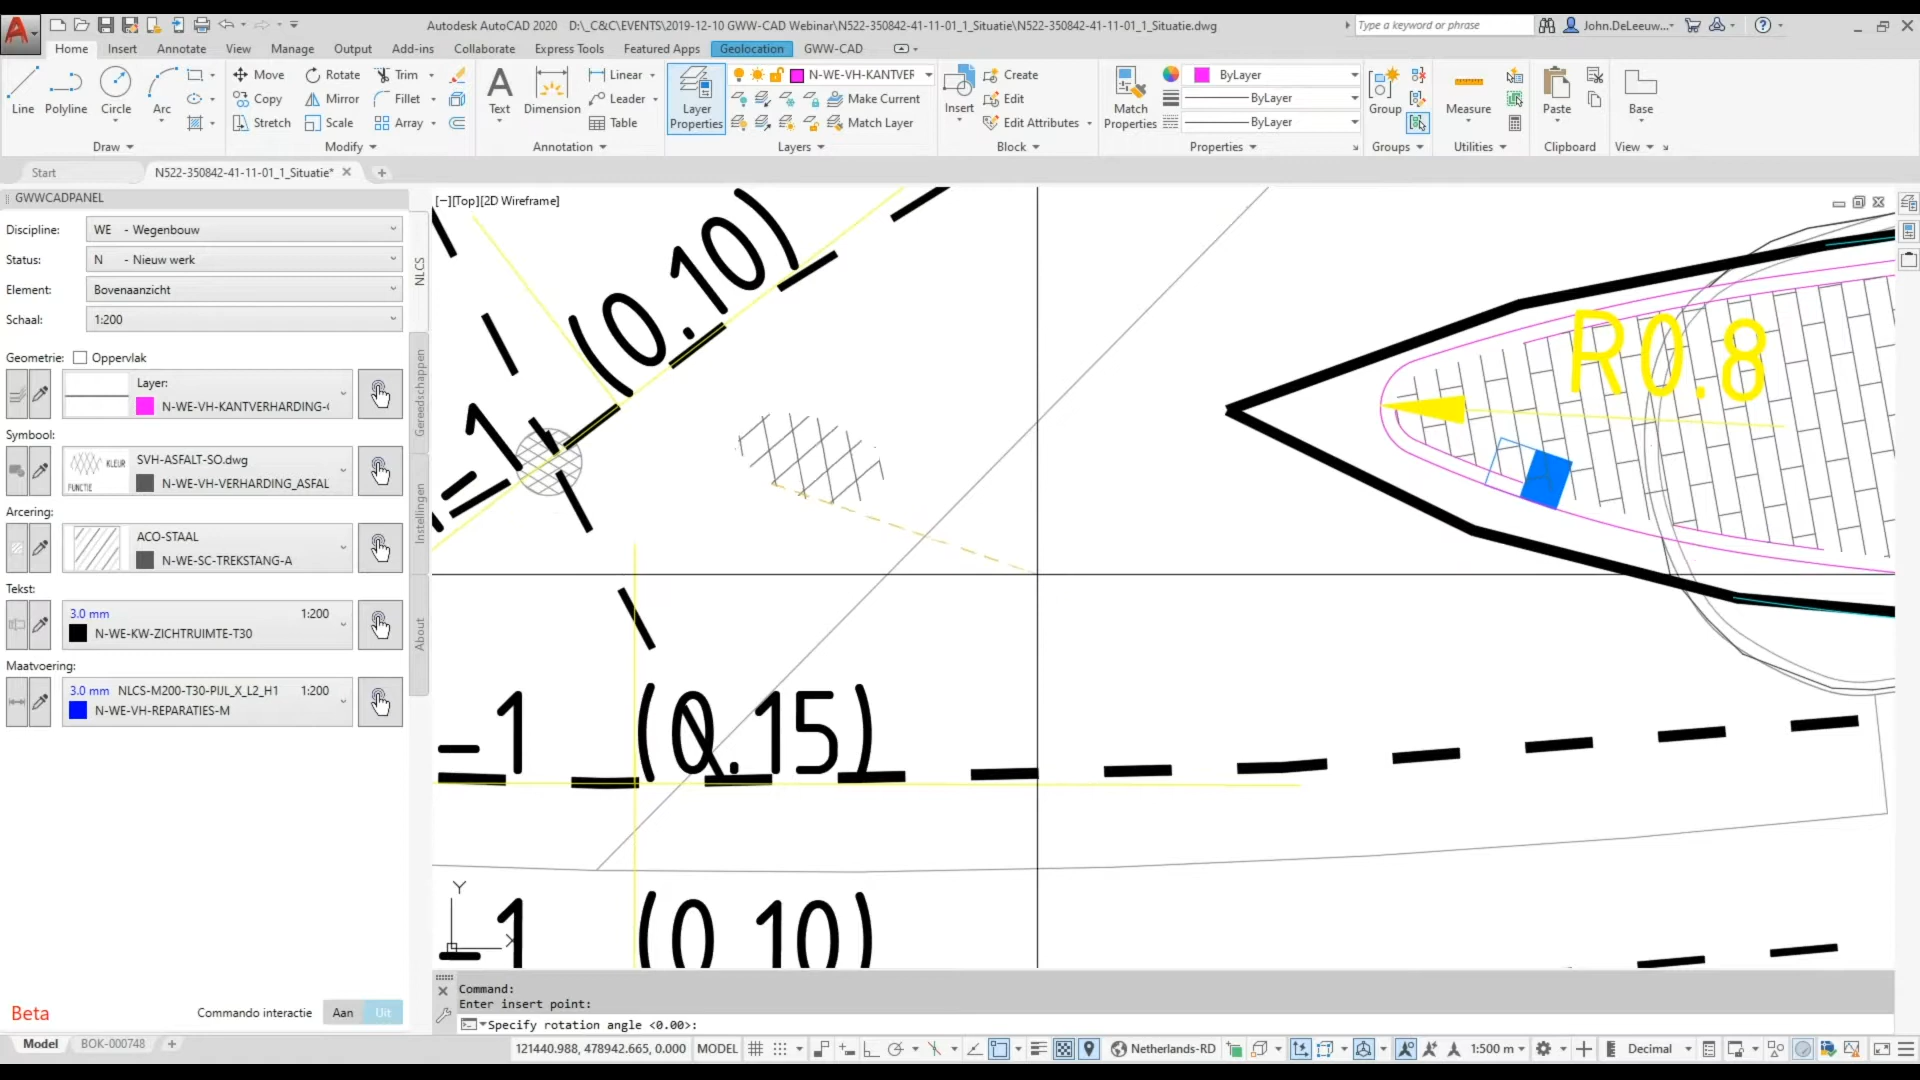 Autodesk AutoCAD 2020 D:\_C&C\EVENTS\2019-12-10 GWW-CAD Webinar\N522-350842-41-11-01_1_Situatie\N522-350842-41-11-01_1_Situatie.dwg
Type a keyword or phrase
John.DeLeeuw...
Home Insert Annotate View Manage Output Add-ins Collaborate Express Tools Featured Apps Geolocation GWW-CAD
Line Polyline Circle Arc
Move Rotate Trim
Copy Mirror Fillet
Stretch Scale Array
Text Dimension
Linear
Leader
Table
Layer Properties
N-WE-VH-KANTVEF
Make Current
Match Layer
Insert
Create
Edit
Edit Attributes
Match Properties
ByLayer
ByLayer
ByLayer
Group
Measure
Paste
Base
Draw Modify Annotation Layers Block Properties Groups Utilities Clipboard View
Start N522-350842-41-11-01_1_Situatie*
GWWCADPANEL
Discipline: WE - Wegenbouw
Status: N - Nieuw werk
Element: Bovenaanzicht
Schaal: 1:200
Geometrie: Oppervlak
Layer:
N-WE-VH-KANTVERHARDING-(
Symbool:
KLEUR
FUNCTIE
SVH-ASFALT-SO.dwg
N-WE-VH-VERHARDING_ASFAL
Arcering:
ACO-STAAL
N-WE-SC-TREKSTANG-A
Tekst:
3.0 mm 1:200
N-WE-KW-ZICHTRUIMTE-T30
Maatvoering:
3.0 mm NLCS-M200-T30-PIJL_X_L2_H1 1:200
N-WE-VH-REPARATIES-M
NLCS
Gereedschappen
Instellingen
About
Beta
Commando interactie Aan Uit
[−][Top][2D Wireframe]
=1 (0.10)
R0.8
-1 (0.15)
-1 (0.10)
Y
X
Command:
Enter insert point:
Specify rotation angle <0.00>:
Model BOK-000748
121440.988, 478942.665, 0.000 MODEL
Netherlands-RD
1:500 m
Decimal